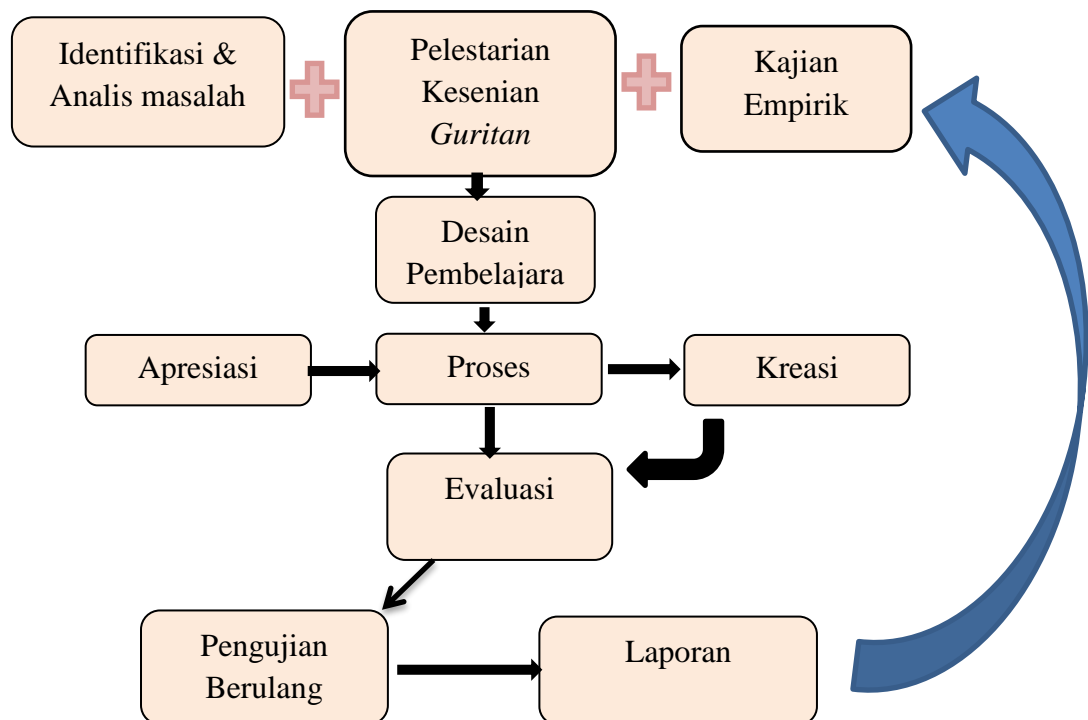 Identifikasi &
Analis masalah
Pelestarian
Kesenian
Guritan
Kajian
Empirik
Desain
Pembelajara
Apresiasi
Proses
Kreasi
Evaluasi
Pengujian
Berulang
Laporan